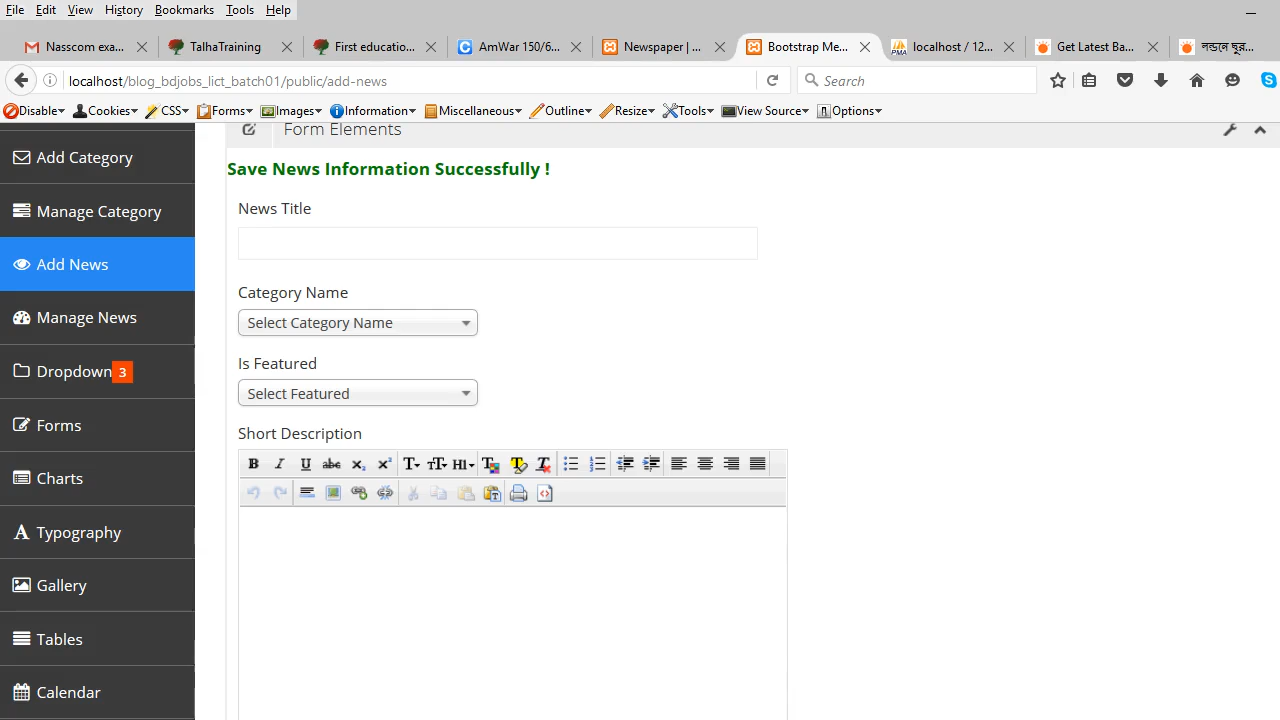 File Edit View History Bookmarks Tools Help
Nasscom exa... TalhaTraining First educatio... AmWar 150/6... Newspaper | ... Bootstrap Me... localhost / 12... Get Latest Ba... লন্ডনে ঘুর...
localhost/blog_bdjobs_lict_batch01/public/add-news Search
Disable Cookies CSS Forms Images Information Miscellaneous Outline Resize Tools View Source Options
Form Elements
Add Category
Manage Category
Add News
Manage News
Dropdown 3
Forms
Charts
Typography
Gallery
Tables
Calendar
Save News Information Successfully !
News Title
Category Name
Select Category Name
Is Featured
Select Featured
Short Description